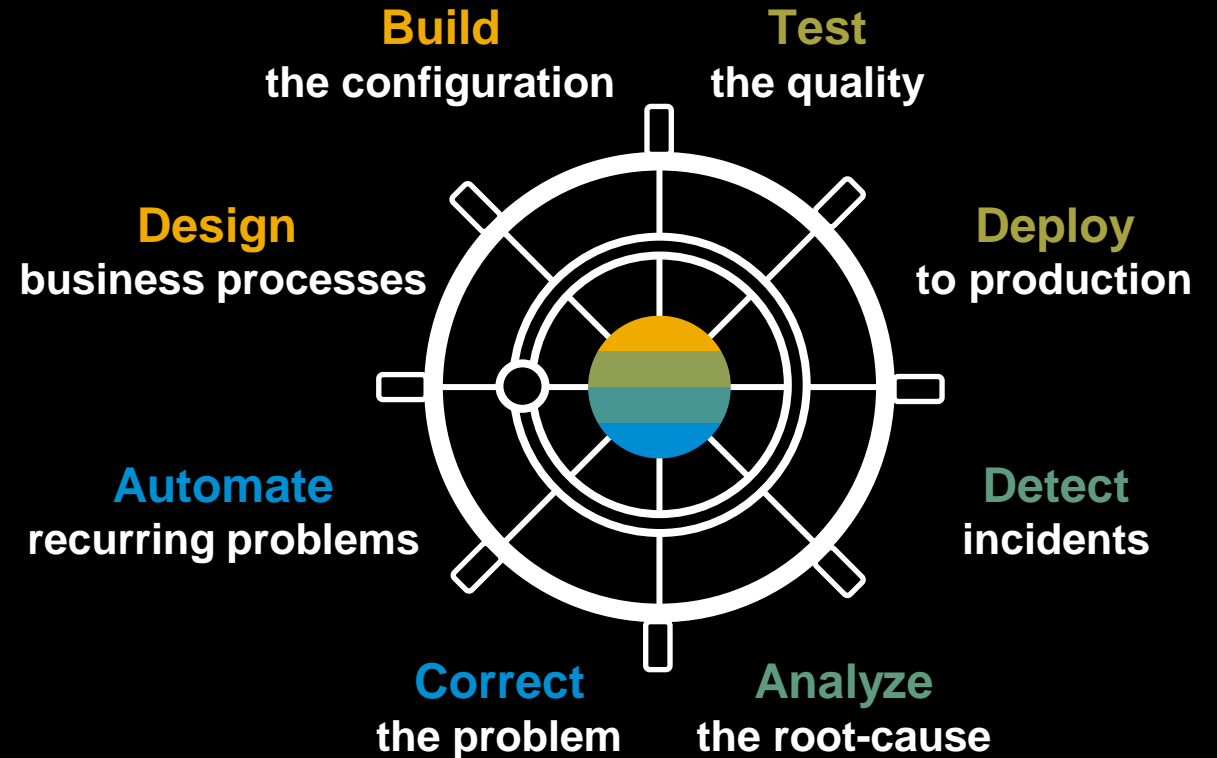 Build
the configuration
Test
the quality
Design
business processes
Deploy
to production
Automate
recurring problems
Detect
incidents
Correct
the problem
Analyze
the root-cause